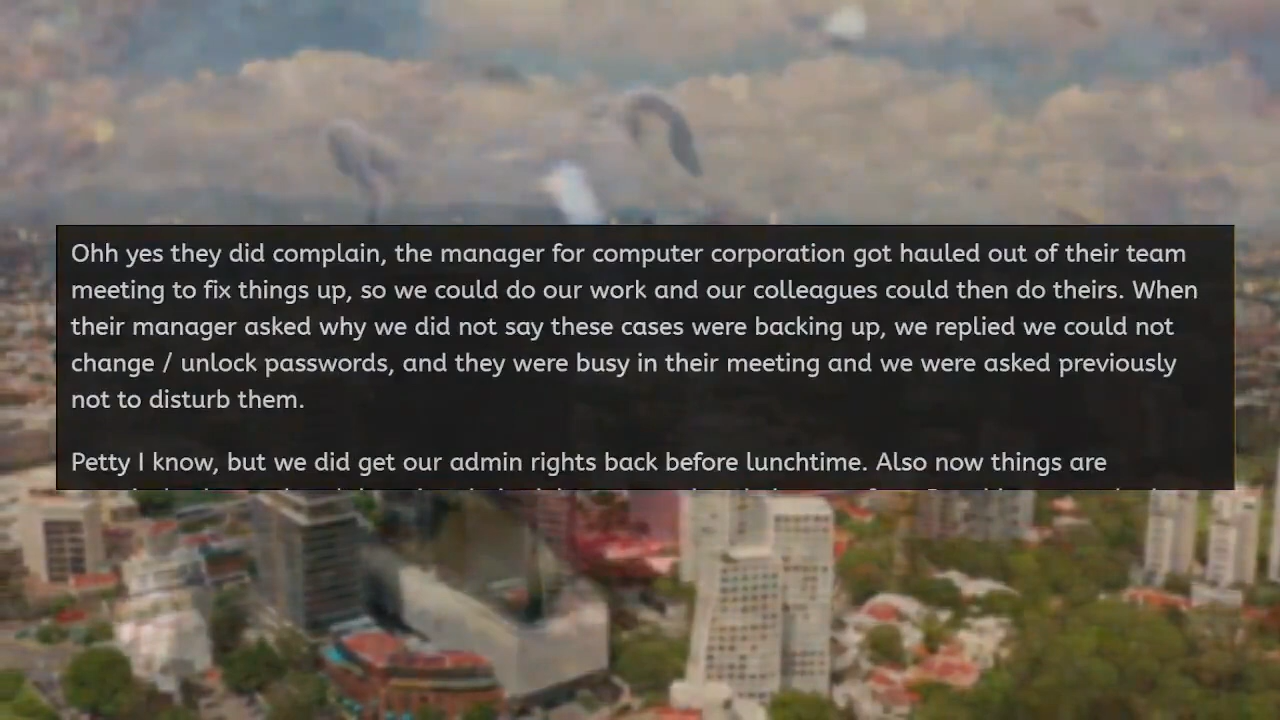 Ohh yes they did complain, the manager for computer corporation got hauled out of their team
meeting to fix things up, so we could do our work and our colleagues could then do theirs. When
their manager asked why we did not say these cases were backing up, we replied we could not
change / unlock passwords, and they were busy in their meeting and we were asked previously
not to disturb them.
Petty I know, but we did get our admin rights back before lunchtime. Also now things are